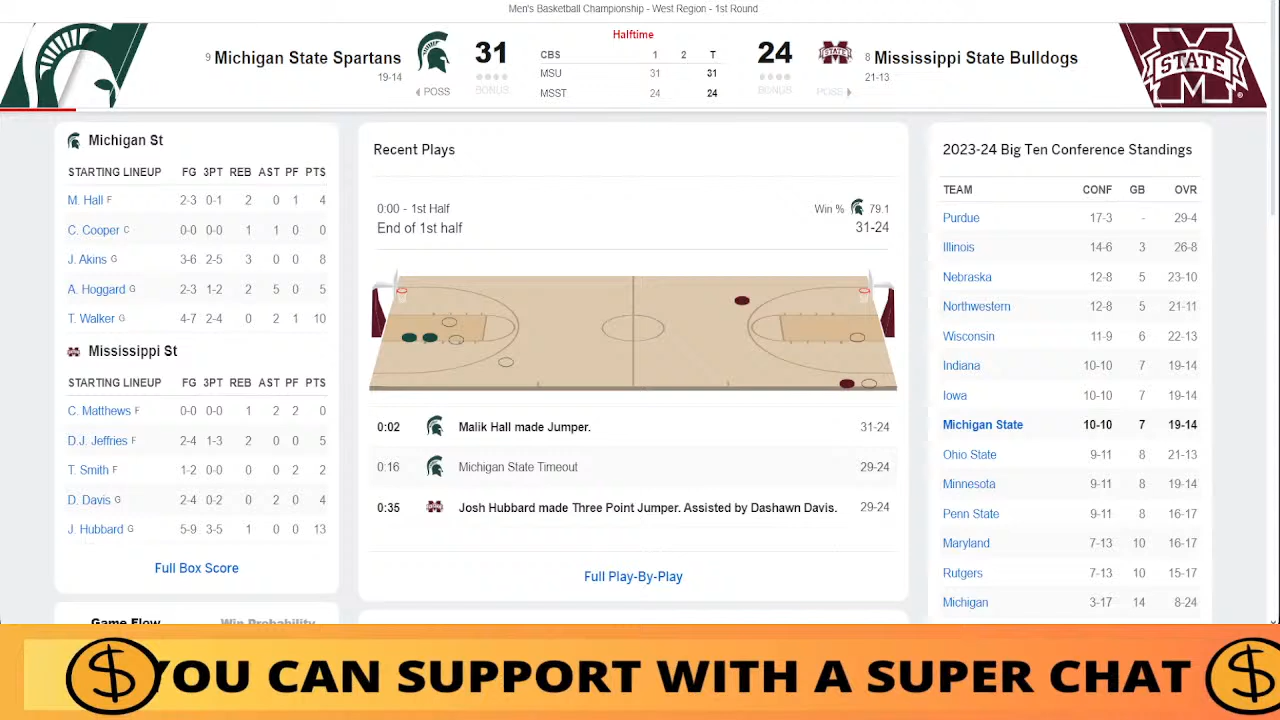 Men's Basketball Championship - West Region - 1st Round
9 Michigan State Spartans
19-14
31
POSS
BONUS
Halftime
CBS 1 2 T
MSU 31 31
MSST 24 24
24
BONUS
POSS
8 Mississippi State Bulldogs
21-13
STATE
STATE
Michigan St
STARTING LINEUP FG 3PT REB AST PF PTS
M. Hall F 2-3 0-1 2 0 1 4
C. Cooper C 0-0 0-0 1 1 0 0
J. Akins G 3-6 2-5 3 0 0 8
A. Hoggard G 2-3 1-2 2 5 0 5
T. Walker G 4-7 2-4 0 2 1 10
Mississippi St
STARTING LINEUP FG 3PT REB AST PF PTS
C. Matthews F 0-0 0-0 1 2 2 0
D.J. Jeffries F 2-4 1-3 2 0 0 5
T. Smith F 1-2 0-0 0 0 2 2
D. Davis G 2-4 0-2 0 2 0 4
J. Hubbard G 5-9 3-5 1 0 0 13
Full Box Score
Game Flow Win Probability
Recent Plays
0:00 - 1st Half
End of 1st half
Win % 79.1
31-24
0:02 Malik Hall made Jumper. 31-24
0:16 Michigan State Timeout 29-24
0:35 Josh Hubbard made Three Point Jumper. Assisted by Dashawn Davis. 29-24
Full Play-By-Play
2023-24 Big Ten Conference Standings
TEAM CONF GB OVR
Purdue 17-3 - 29-4
Illinois 14-6 3 26-8
Nebraska 12-8 5 23-10
Northwestern 12-8 5 21-11
Wisconsin 11-9 6 22-13
Indiana 10-10 7 19-14
Iowa 10-10 7 19-14
Michigan State 10-10 7 19-14
Ohio State 9-11 8 21-13
Minnesota 9-11 8 19-14
Penn State 9-11 8 16-17
Maryland 7-13 10 16-17
Rutgers 7-13 10 15-17
Michigan 3-17 14 8-24
$ YOU CAN SUPPORT WITH A SUPER CHAT $